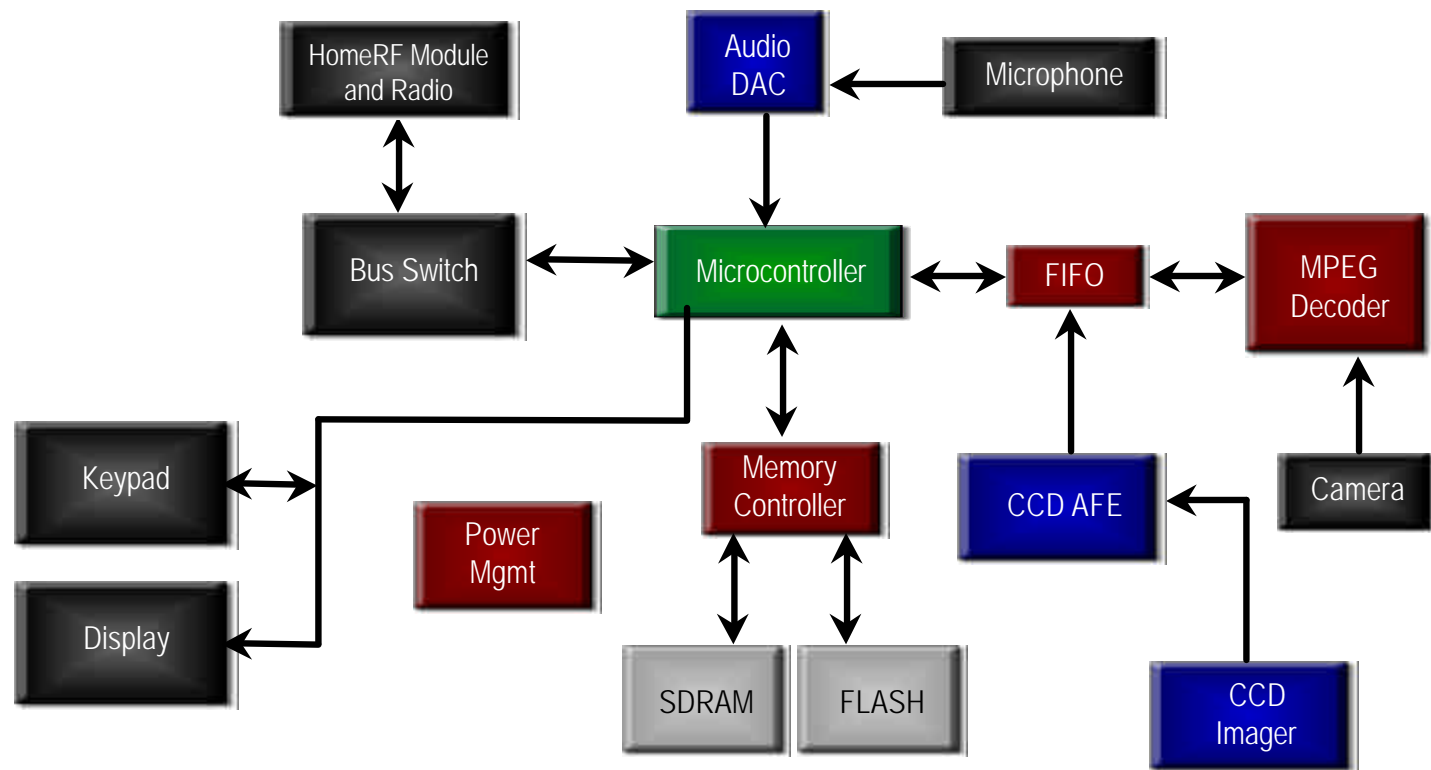 HomeRF Module
and Radio
Audio
DAC
Microphone
Bus Switch
Microcontroller
FIFO
MPEG
Decoder
Keypad
Memory
Controller
CCD AFE
Camera
Power
Mgmt
Display
SDRAM
FLASH
CCD
Imager